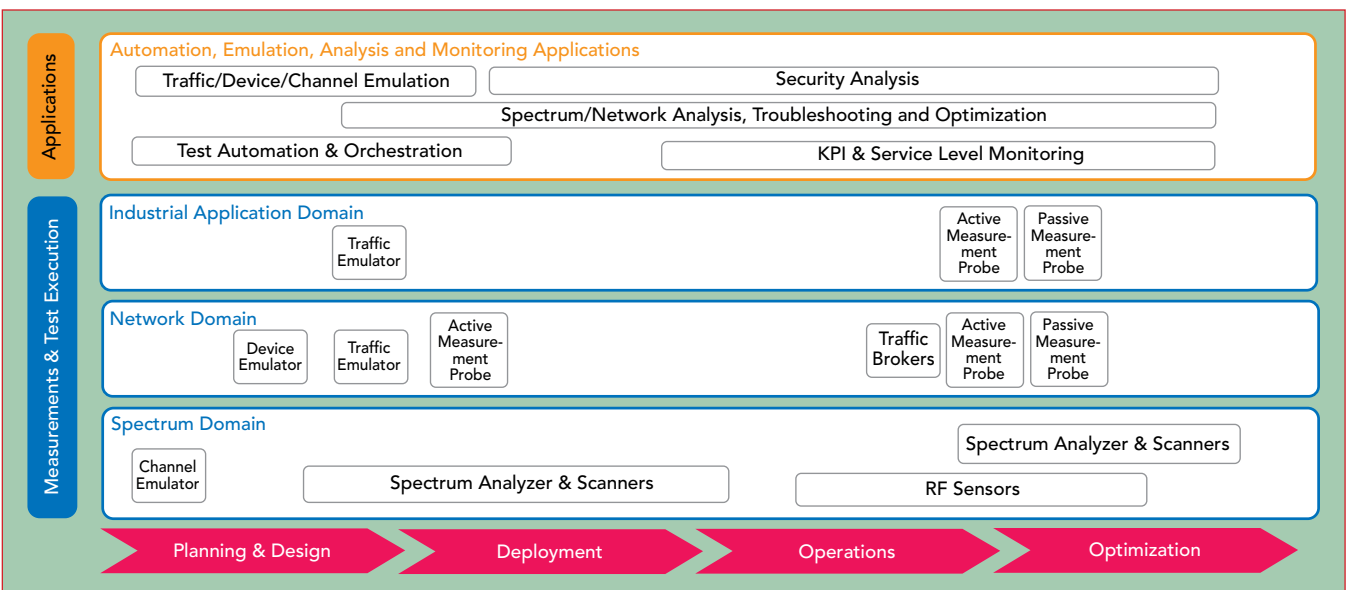 Applications
Automation, Emulation, Analysis and Monitoring Applications
Traffic/Device/Channel Emulation
Security Analysis
Spectrum/Network Analysis, Troubleshooting and Optimization
Test Automation & Orchestration
KPI & Service Level Monitoring
Measurements & Test Execution
Industrial Application Domain
Traffic
Emulator
Active
Measure-
ment
Probe
Passive
Measure-
ment
Probe
Network Domain
Device
Emulator
Traffic
Emulator
Active
Measure-
ment
Probe
Traffic
Brokers
Active
Measure-
ment
Probe
Passive
Measure-
ment
Probe
Spectrum Domain
Channel
Emulator
Spectrum Analyzer & Scanners
Spectrum Analyzer & Scanners
RF Sensors
Planning & Design
Deployment
Operations
Optimization